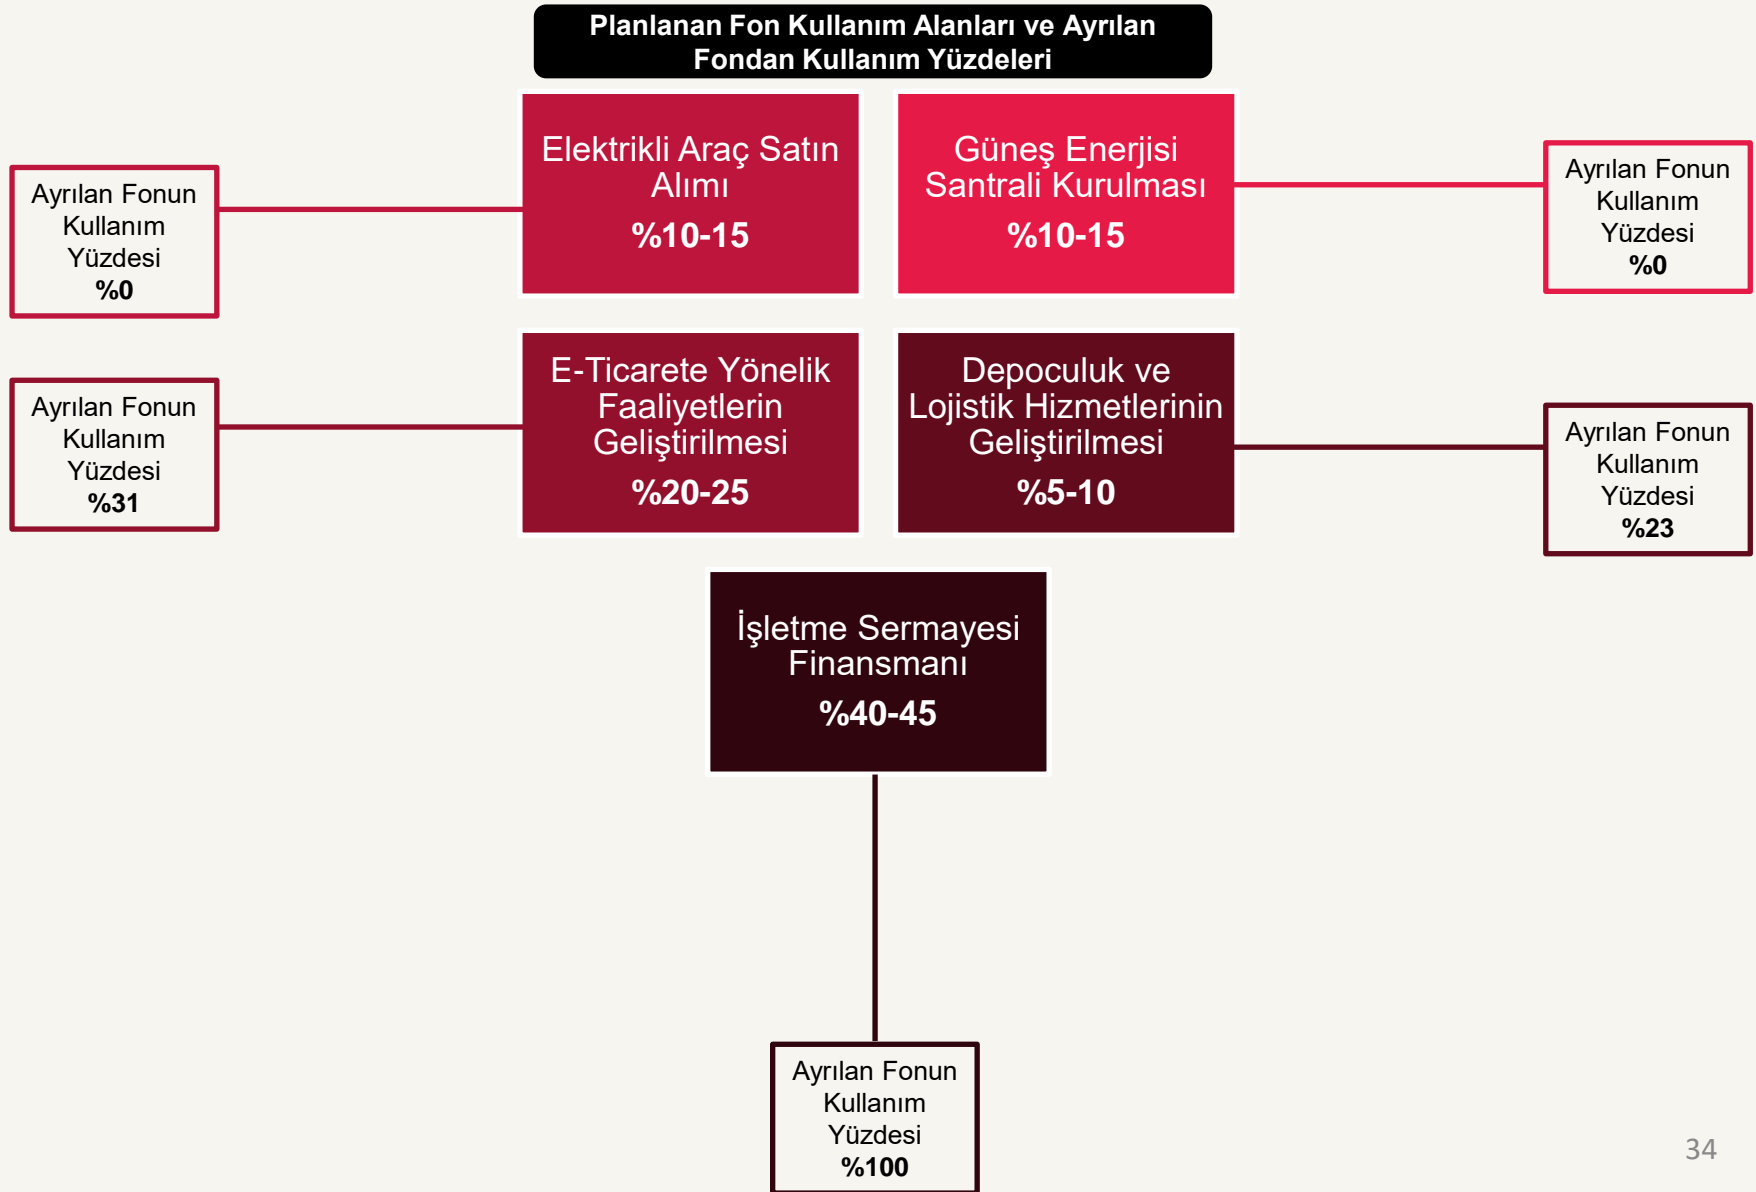 Planlanan Fon Kullanım Alanları ve Ayrılan
Fondan Kullanım Yüzdeleri
Elektrikli Araç Satın
Alımı
%10-15
Güneş Enerjisi
Santrali Kurulması
%10-15
Ayrılan Fonun
Kullanım
Yüzdesi
%0
Ayrılan Fonun
Kullanım
Yüzdesi
%0
E-Ticarete Yönelik
Faaliyetlerin
Geliştirilmesi
%20-25
Depoculuk ve
Lojistik Hizmetlerinin
Geliştirilmesi
%5-10
Ayrılan Fonun
Kullanım
Yüzdesi
%31
Ayrılan Fonun
Kullanım
Yüzdesi
%23
İşletme Sermayesi
Finansmanı
%40-45
Ayrılan Fonun
Kullanım
Yüzdesi
%100
34